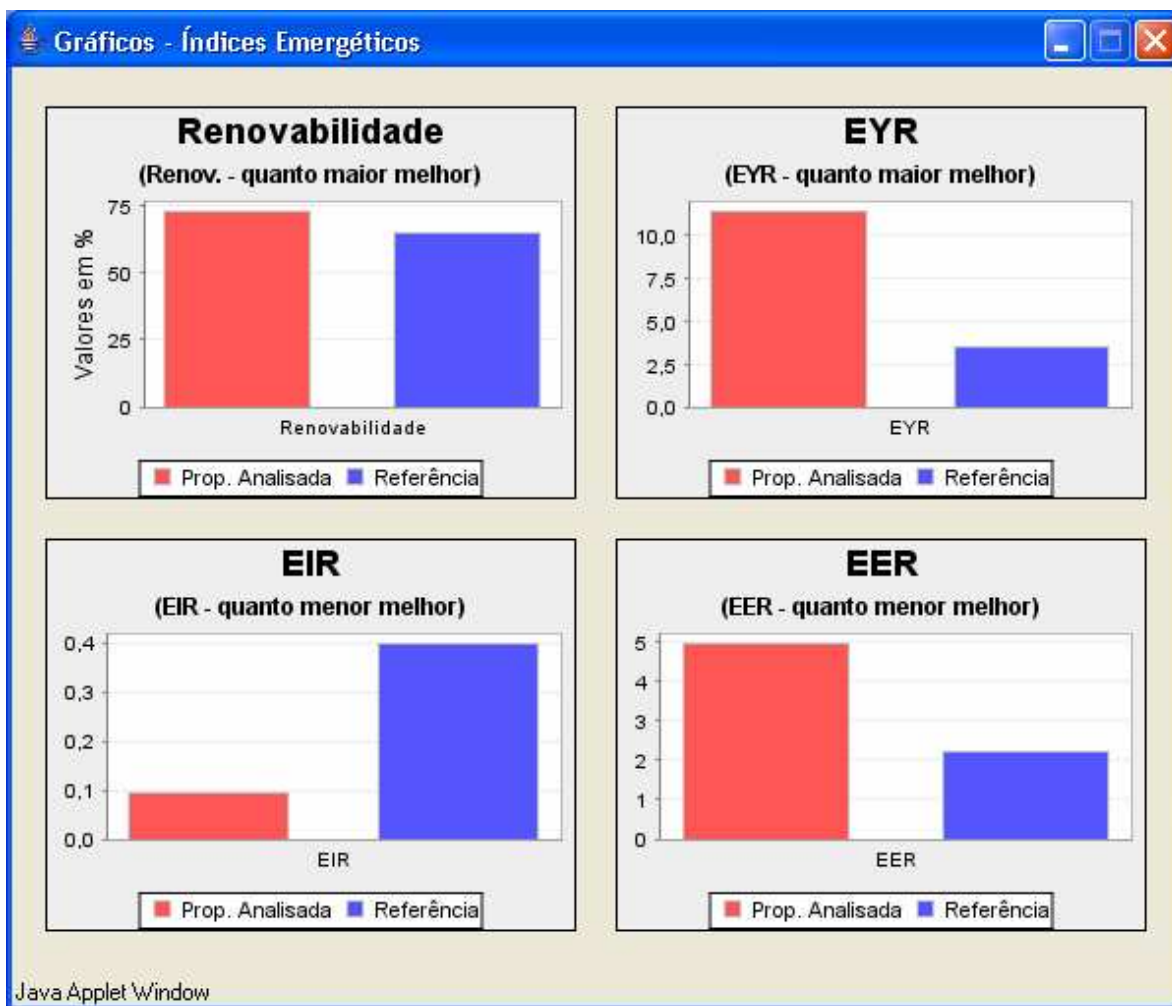 Gráficos - Índices Emergéticos
Renovabilidade
(Renov. - quanto maior melhor)
Valores em %
75
50
25
0
Renovabilidade
Prop. Analisada Referência
EYR
(EYR - quanto maior melhor)
10,0
7,5
5,0
2,5
0,0
EYR
Prop. Analisada Referência
EIR
(EIR - quanto menor melhor)
0,4
0,3
0,2
0,1
0,0
EIR
Prop. Analisada Referência
EER
(EER - quanto menor melhor)
5
4
3
2
1
0
EER
Prop. Analisada Referência
Java Applet Window